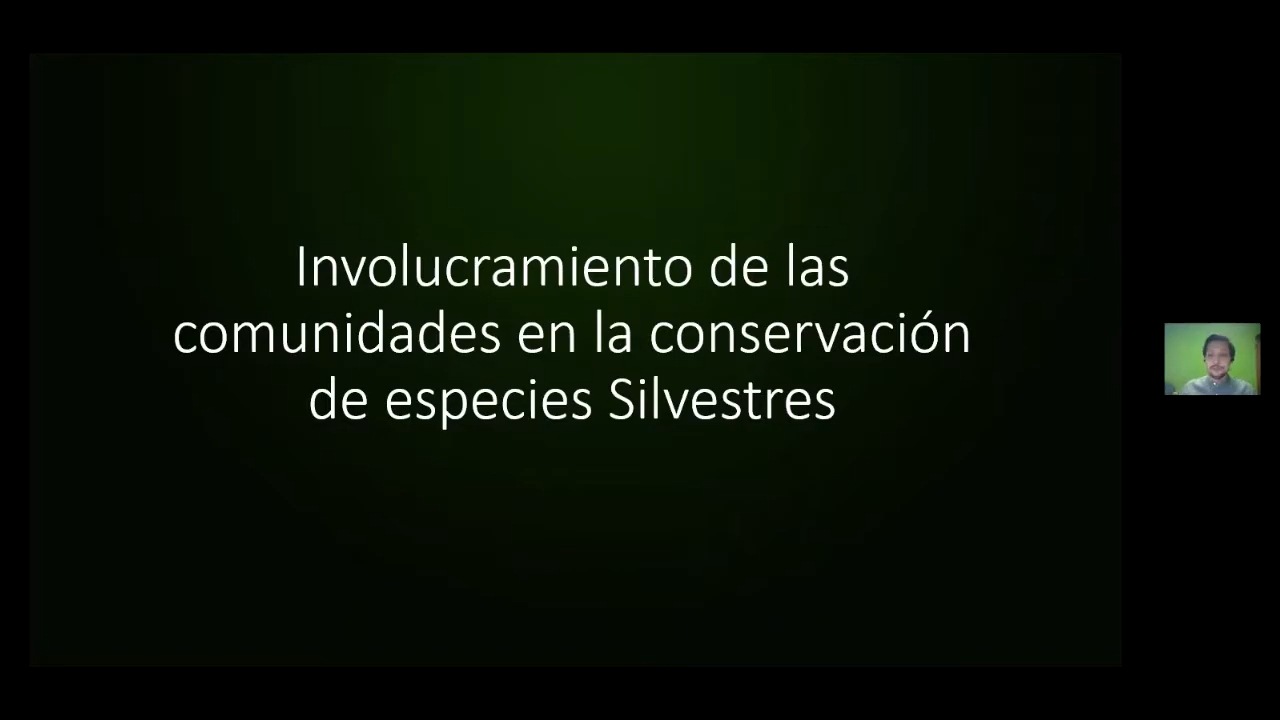 Involucramiento de las
comunidades en la conservación
de especies Silvestres